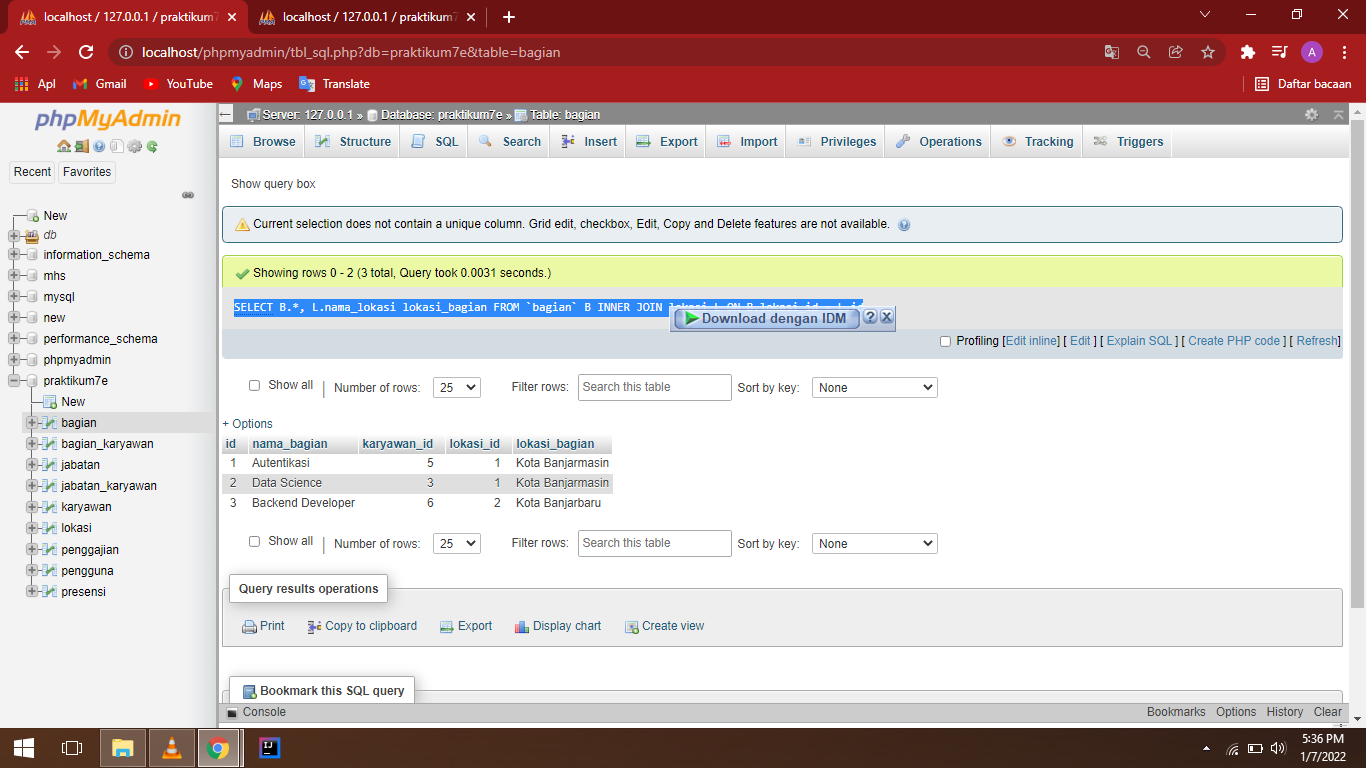 localhost / 127.0.0.1 / praktikum7
localhost / 127.0.0.1 / praktikum7
localhost/phpmyadmin/tbl_sql.php?db=praktikum7e&table=bagian
A
Apl Gmail YouTube Maps Translate Daftar bacaan
phpMyAdmin
Server: 127.0.0.1 » Database: praktikum7e » Table: bagian
Browse Structure SQL Search Insert Export Import Privileges Operations Tracking Triggers
Recent Favorites
New
db
information_schema
mhs
mysql
new
performance_schema
phpmyadmin
praktikum7e
New
bagian
bagian_karyawan
jabatan
jabatan_karyawan
karyawan
lokasi
penggajian
pengguna
presensi
Show query box
Current selection does not contain a unique column. Grid edit, checkbox, Edit, Copy and Delete features are not available.
Showing rows 0 - 2 (3 total, Query took 0.0031 seconds.)
SELECT B.*, L.nama_lokasi lokasi_bagian FROM `bagian` B INNER JOIN
Download dengan IDM
Profiling [Edit inline] [ Edit ] [ Explain SQL ] [ Create PHP code ] [ Refresh]
Show all | Number of rows: 25 Filter rows: Search this table Sort by key: None
+ Options
id nama_bagian karyawan_id lokasi_id lokasi_bagian
1 Autentikasi 5 1 Kota Banjarmasin
2 Data Science 3 1 Kota Banjarmasin
3 Backend Developer 6 2 Kota Banjarbaru
Show all | Number of rows: 25 Filter rows: Search this table Sort by key: None
Query results operations
Print Copy to clipboard Export Display chart Create view
Bookmark this SQL query
Console Bookmarks Options History Clear
IJ
5:36 PM
1/7/2022